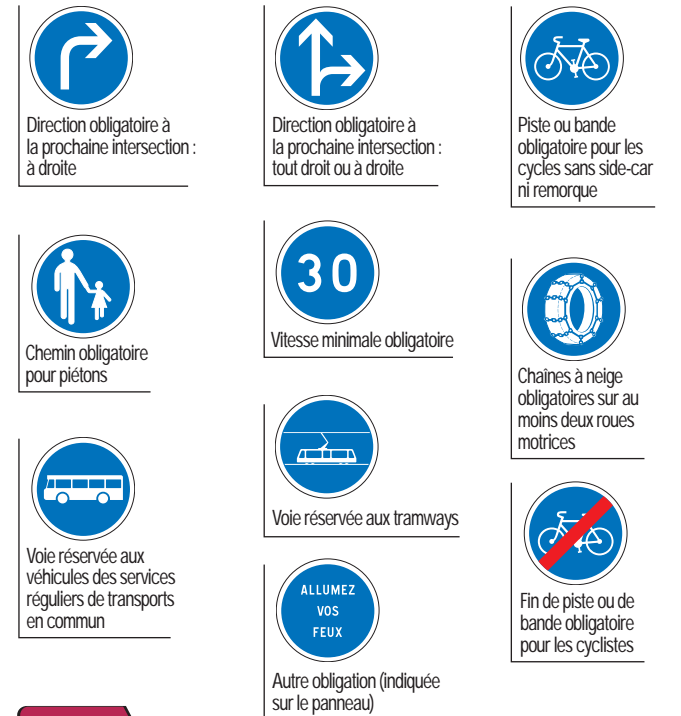 Direction obligatoire à
la prochaine intersection :
à droite
Direction obligatoire à
la prochaine intersection :
tout droit ou à droite
Piste ou bande
obligatoire pour les
cycles sans side-car
ni remorque
Chemin obligatoire
pour piétons
30
Vitesse minimale obligatoire
Chaînes à neige
obligatoires sur au
moins deux roues
motrices
Voie réservée aux
véhicules des services
réguliers de transports
en commun
Voie réservée aux tramways
Fin de piste ou de
bande obligatoire
pour les cyclistes
ALLUMEZ
VOS
FEUX
Autre obligation (indiquée
sur le panneau)